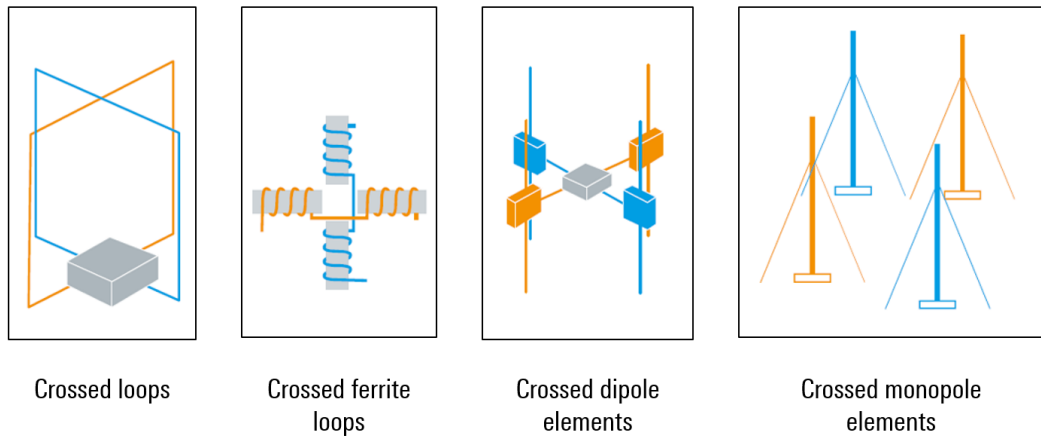 Crossed loops
Crossed ferrite
loops
Crossed dipole
elements
Crossed monopole
elements